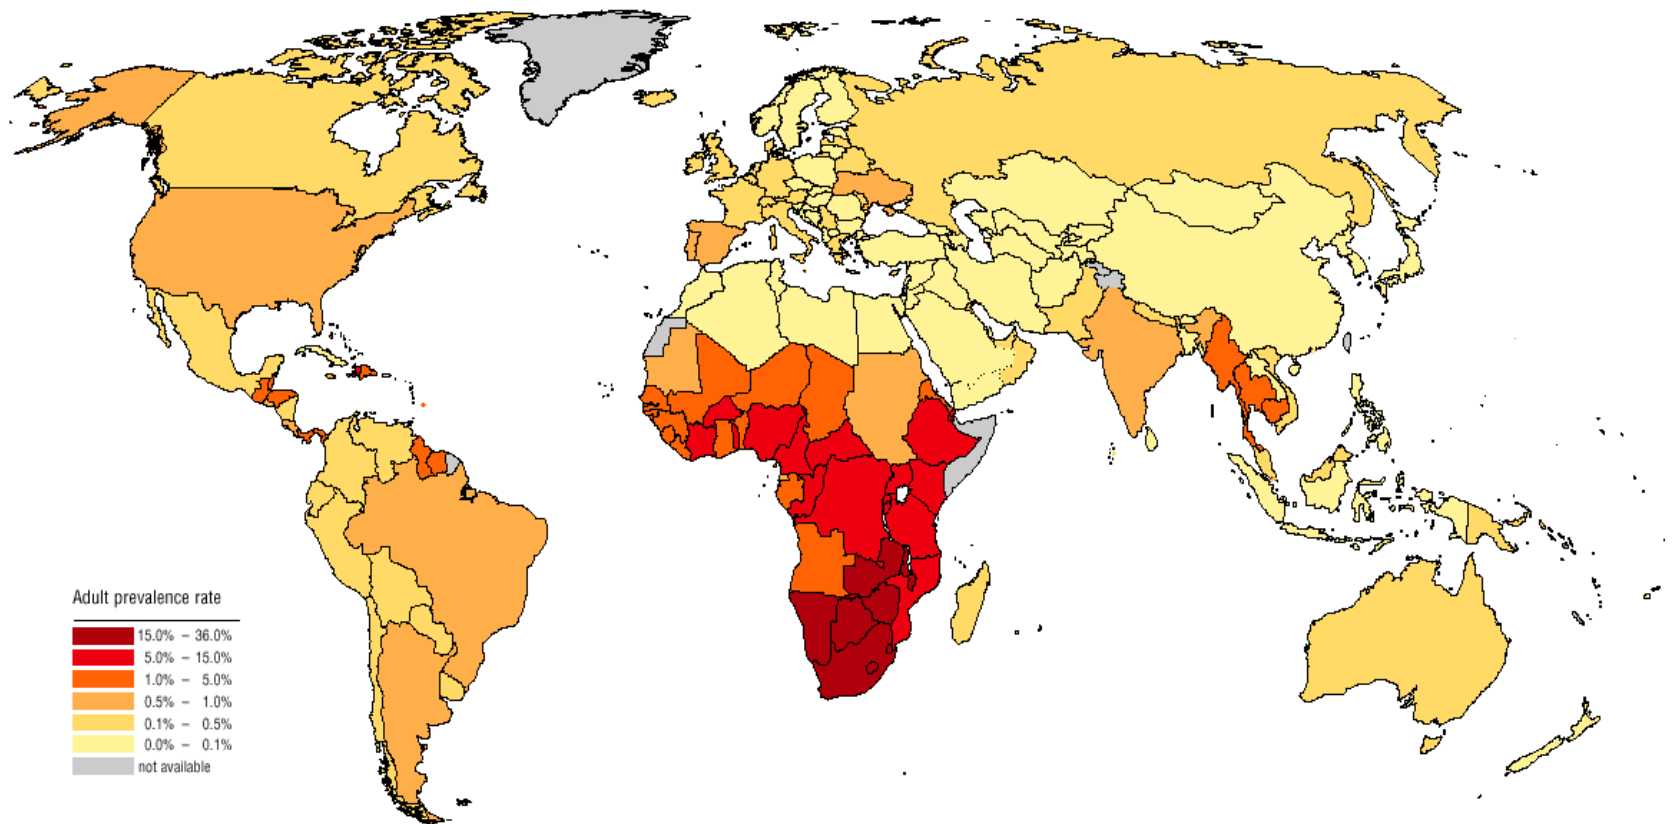 Adult prevalence rate
15.0% – 36.0%
5.0% – 15.0%
1.0% – 5.0%
0.5% – 1.0%
0.1% – 0.5%
0.0% – 0.1%
not available